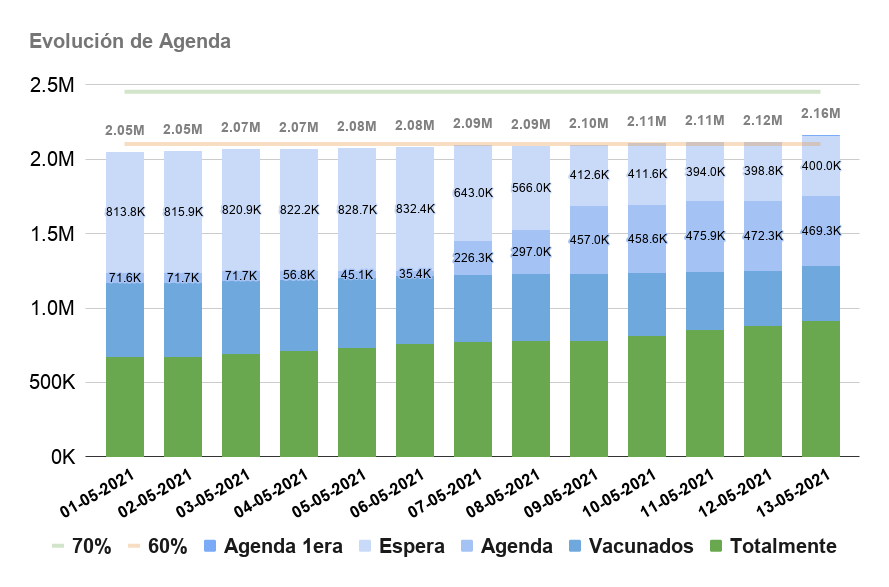 Evolución de Agenda
2.5M
2.05M 2.05M 2.07M 2.07M 2.08M 2.08M 2.09M 2.09M 2.10M 2.11M 2.11M 2.12M 2.16M
2.0M
813.8K 815.9K 820.9K 822.2K 828.7K 832.4K 643.0K 566.0K 412.6K 411.6K 394.0K 398.8K 400.0K
1.5M
71.6K 71.7K 71.7K 56.8K 45.1K 35.4K 226.3K 297.0K 457.0K 458.6K 475.9K 472.3K 469.3K
1.0M
500K
0K
01-05-2021 02-05-2021 03-05-2021 04-05-2021 05-05-2021 06-05-2021 07-05-2021 08-05-2021 09-05-2021 10-05-2021 11-05-2021 12-05-2021 13-05-2021
70% 60% Agenda 1era Espera Agenda Vacunados Totalmente